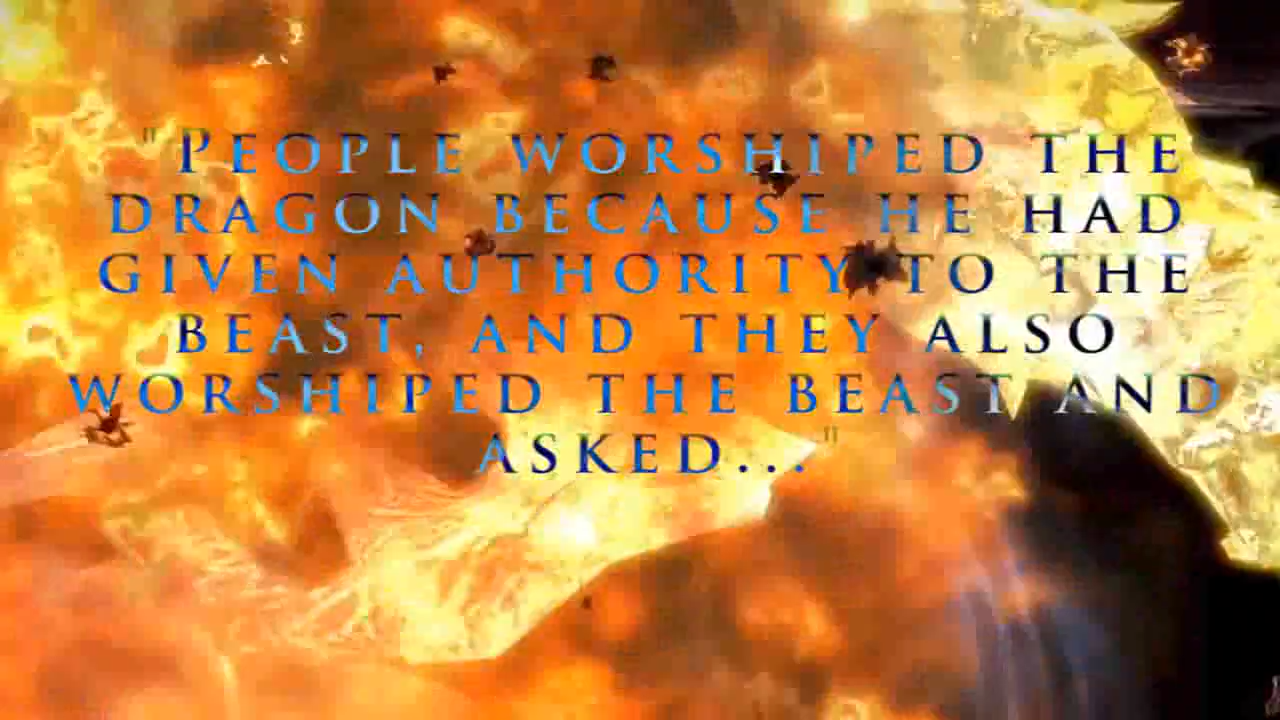 "People worshiped the
dragon because he had
given authority to the
beast, and they also
worshiped the beast and
asked..."